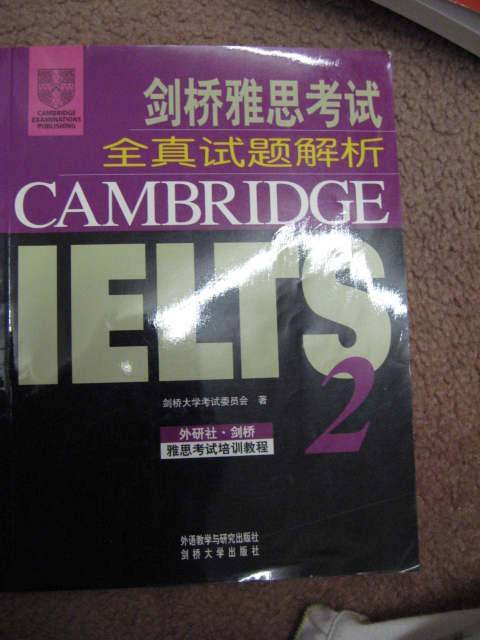 CAMBRIDGE
EXAMINATIONS
PUBLISHING
剑桥雅思考试
全真试题解析
CAMBRIDGE
IELTS
2
剑桥大学考试委员会 著
外研社·剑桥
雅思考试培训教程
外语教学与研究出版社
剑桥大学出版社